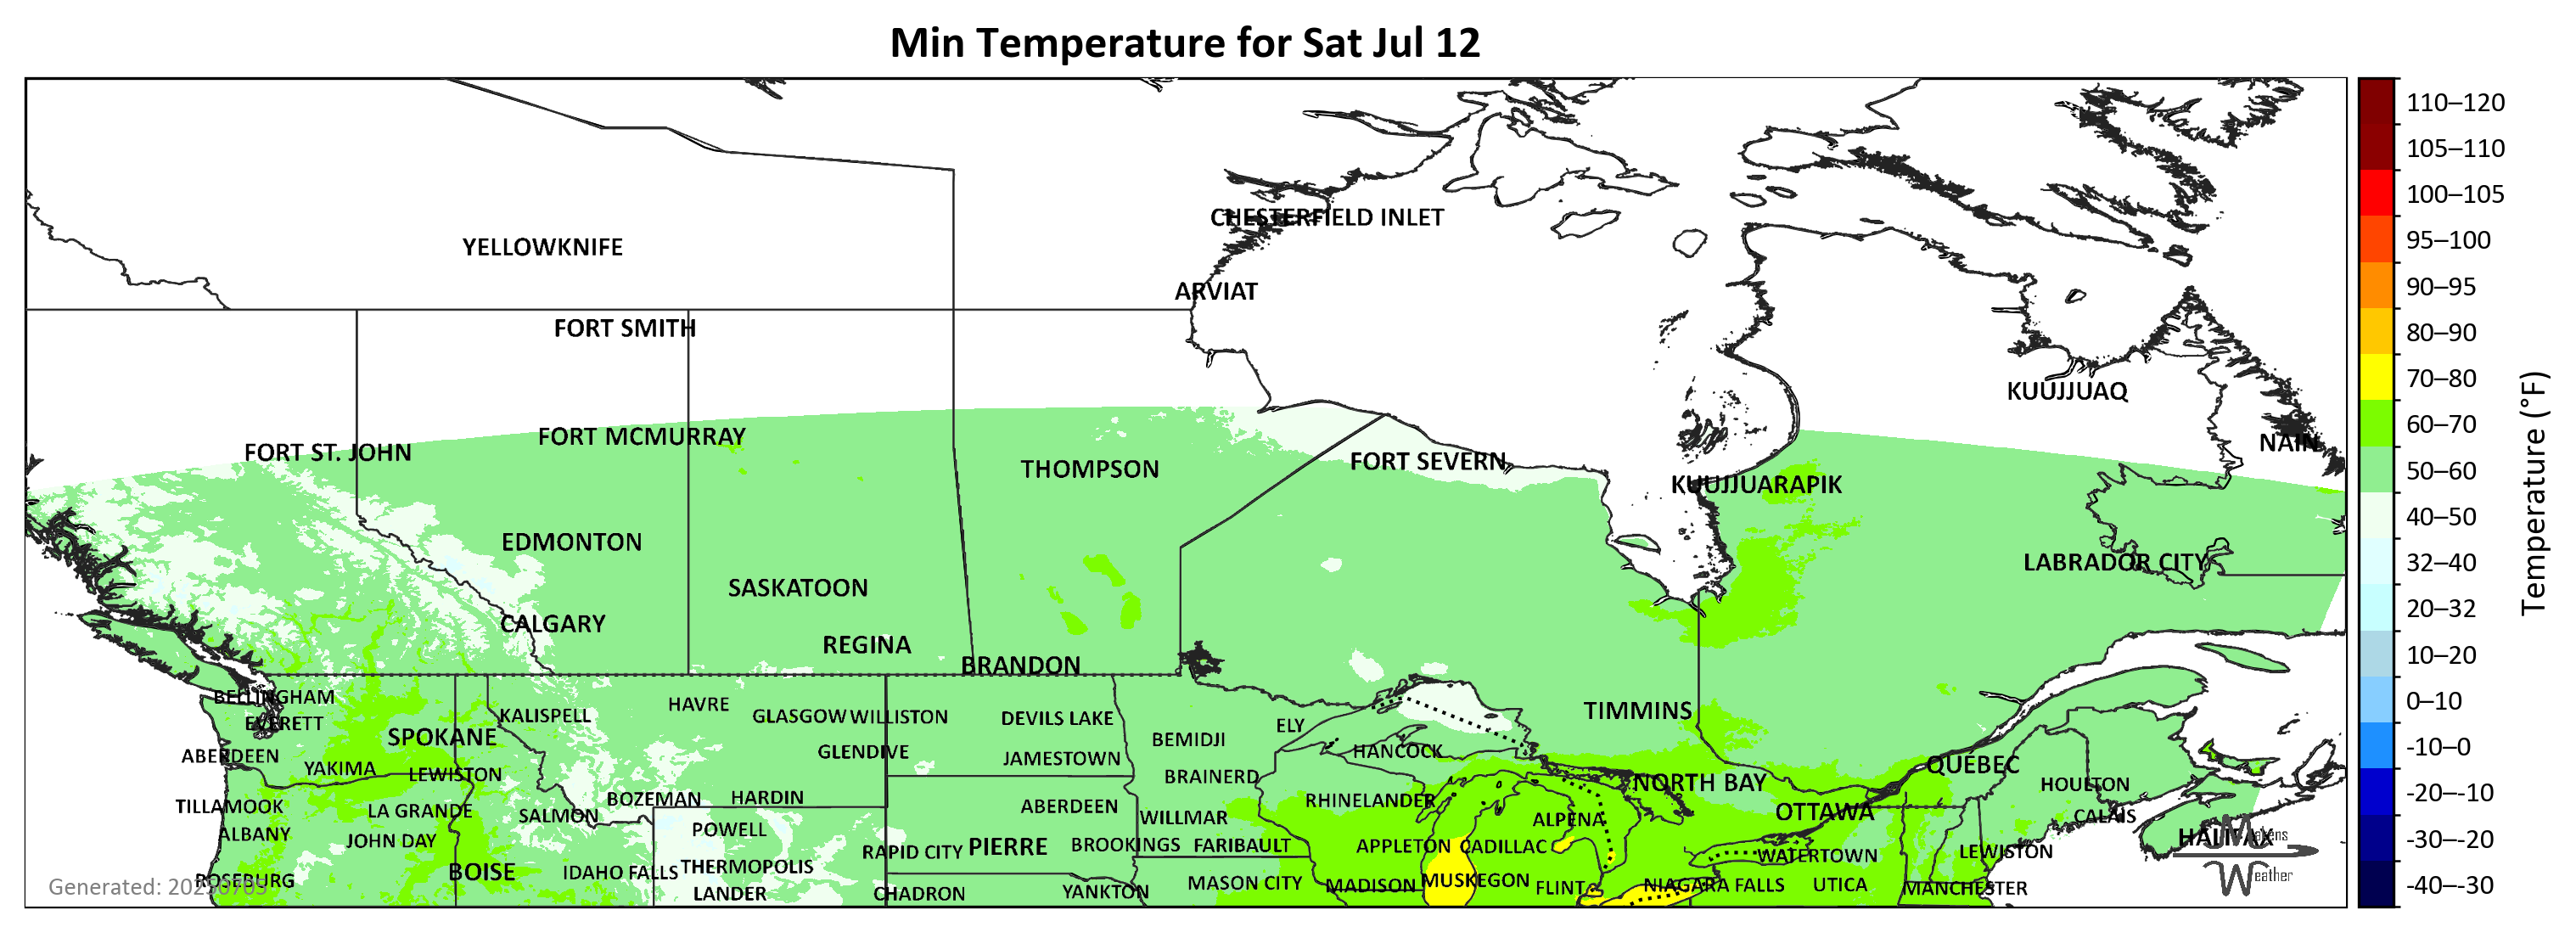 Min Temperature for Sat Jul 12
110–120
105–110
100–105
95–100
90–95
80–90
70–80
60–70
50–60
40–50
32–40
20–32
10–20
0–10
-10–0
-20–-10
-30–-20
-40–-30
Temperature (°F)
CHESTERFIELD INLET
YELLOWKNIFE
ARVIAT
FORT SMITH
KUUJJUAQ
FORT MCMURRAY
NAIN
FORT ST. JOHN
FORT SEVERN
THOMPSON
KUUJJUARAPIK
EDMONTON
LABRADOR CITY
SASKATOON
CALGARY
REGINA
BRANDON
BELLINGHAM
HAVRE
TIMMINS
KALISPELL
GLASGOW
WILLISTON
DEVILS LAKE
EVERETT
ELY
SPOKANE
BEMIDJI
ABERDEEN
GLENDIVE
JAMESTOWN
HANCOCK
YAKIMA
LEWISTON
BRAINERD
NORTH BAY
QUÉBEC
HOULTON
BOZEMAN
HARDIN
RHINELANDER
TILLAMOOK
LA GRANDE
SALMON
ABERDEEN
WILLMAR
ALPENA
OTTAWA
CALAIS
ALBANY
JOHN DAY
POWELL
RAPID CITY
PIERRE
BROOKINGS
FARIBAULT
APPLETON
CADILLAC
WATERTOWN
LEWISTON
HALIFAX
Makens
Weather
BOISE
IDAHO FALLS
THERMOPOLIS
ROSEBURG
LANDER
CHADRON
YANKTON
MASON CITY
MADISON
MUSKEGON
FLINT
NIAGARA FALLS
UTICA
MANCHESTER
Generated: 20250705